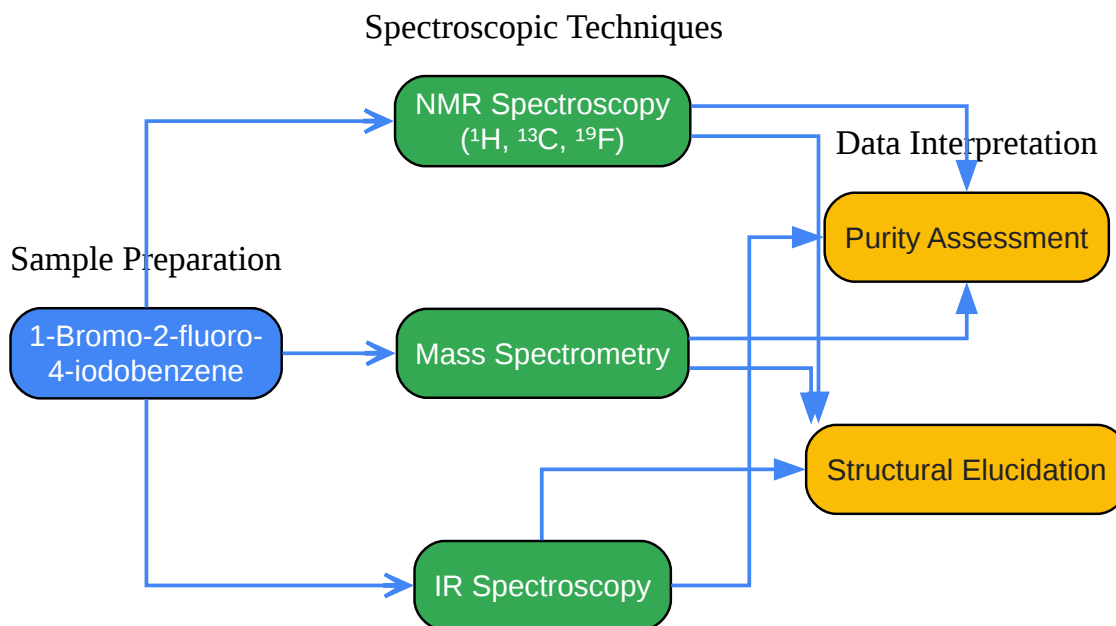 Spectroscopic Techniques
NMR Spectroscopy
(¹H, ¹³C, ¹⁹F)
Data Interpretation
Purity Assessment
Sample Preparation
1-Bromo-2-fluoro-
4-iodobenzene
Mass Spectrometry
Structural Elucidation
IR Spectroscopy